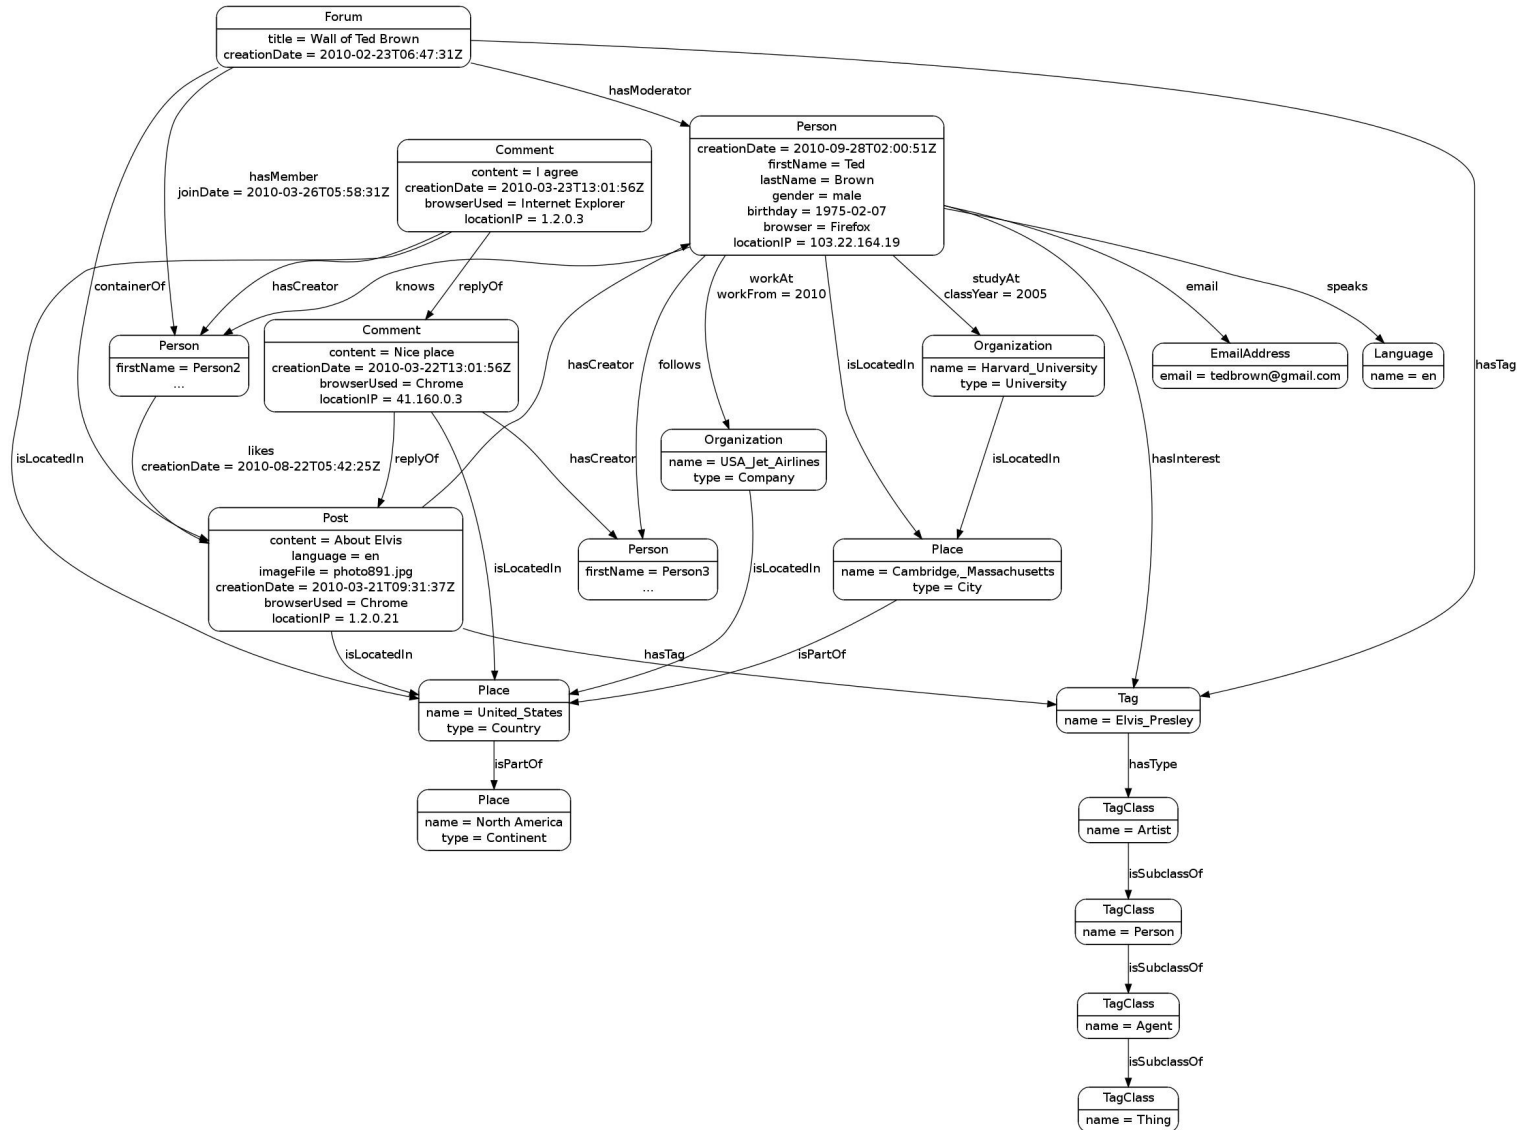 Forum
title = Wall of Ted Brown
creationDate = 2010-02-23T06:47:31Z
hasModerator
Person
creationDate = 2010-09-28T02:00:51Z
firstName = Ted
lastName = Brown
gender = male
birthday = 1975-02-07
browser = Firefox
locationIP = 103.22.164.19
Comment
content = I agree
creationDate = 2010-03-23T13:01:56Z
browserUsed = Internet Explorer
locationIP = 1.2.0.3
hasMember
joinDate = 2010-03-26T05:58:31Z
containerOf
hasCreator
knows
replyOf
workAt
workFrom = 2010
studyAt
classYear = 2005
email
speaks
Person
firstName = Person2
...
Comment
content = Nice place
creationDate = 2010-03-22T13:01:56Z
browserUsed = Chrome
locationIP = 41.160.0.3
hasCreator
follows
isLocatedIn
Organization
name = Harvard_University
type = University
EmailAddress
email = tedbrown@gmail.com
Language
name = en
hasTag
isLocatedIn
likes
creationDate = 2010-08-22T05:42:25Z
replyOf
hasCreator
Organization
name = USA_Jet_Airlines
type = Company
isLocatedIn
hasInterest
Post
content = About Elvis
language = en
imageFile = photo891.jpg
creationDate = 2010-03-21T09:31:37Z
browserUsed = Chrome
locationIP = 1.2.0.21
isLocatedIn
Person
firstName = Person3
...
isLocatedIn
Place
name = Cambridge,_Massachusetts
type = City
isLocatedIn
hasTag
isPartOf
Place
name = United_States
type = Country
Tag
name = Elvis_Presley
isPartOf
hasType
Place
name = North America
type = Continent
TagClass
name = Artist
isSubclassOf
TagClass
name = Person
isSubclassOf
TagClass
name = Agent
isSubclassOf
TagClass
name = Thing